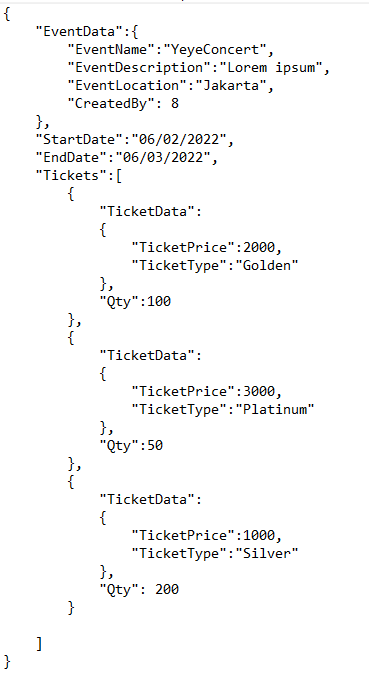 {
    "EventData":{
        "EventName":"YeyeConcert",
        "EventDescription":"Lorem ipsum",
        "EventLocation":"Jakarta",
        "CreatedBy": 8
    },
    "StartDate":"06/02/2022",
    "EndDate":"06/03/2022",
    "Tickets":[
        {
            "TicketData":
            {
                "TicketPrice":2000,
                "TicketType":"Golden"
            },
            "Qty":100
        },
        {
            "TicketData":
            {
                "TicketPrice":3000,
                "TicketType":"Platinum"
            },
            "Qty":50
        },
        {
            "TicketData":
            {
                "TicketPrice":1000,
                "TicketType":"Silver"
            },
            "Qty": 200
        }

    ]
}